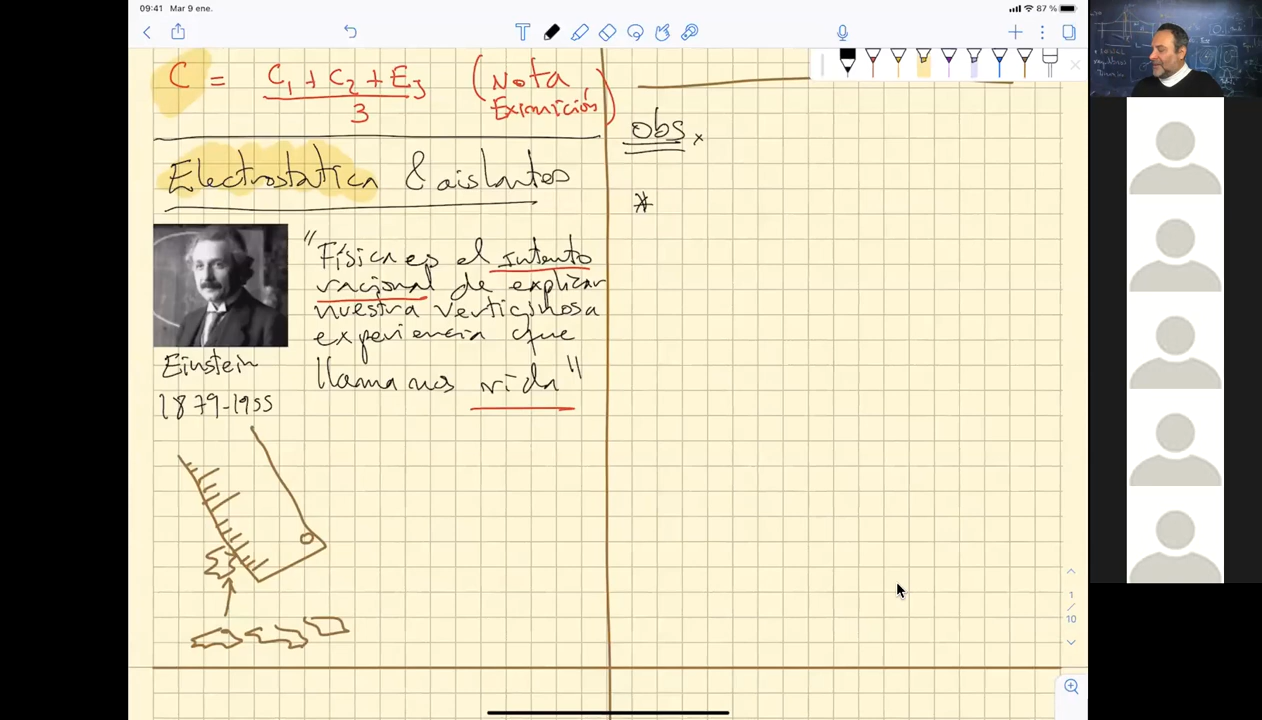 09:41 Mar 9 ene.
87 %
C = C₁ + C₂ + E₃ / 3 (Nota Eximición)
Electrostática & aislantes
"Física es el intento
racional de explicar
nuestra vertiginosa
experiencia que
llamamos vida"
Einstein
1879-1955
obs x
*
1
/
10